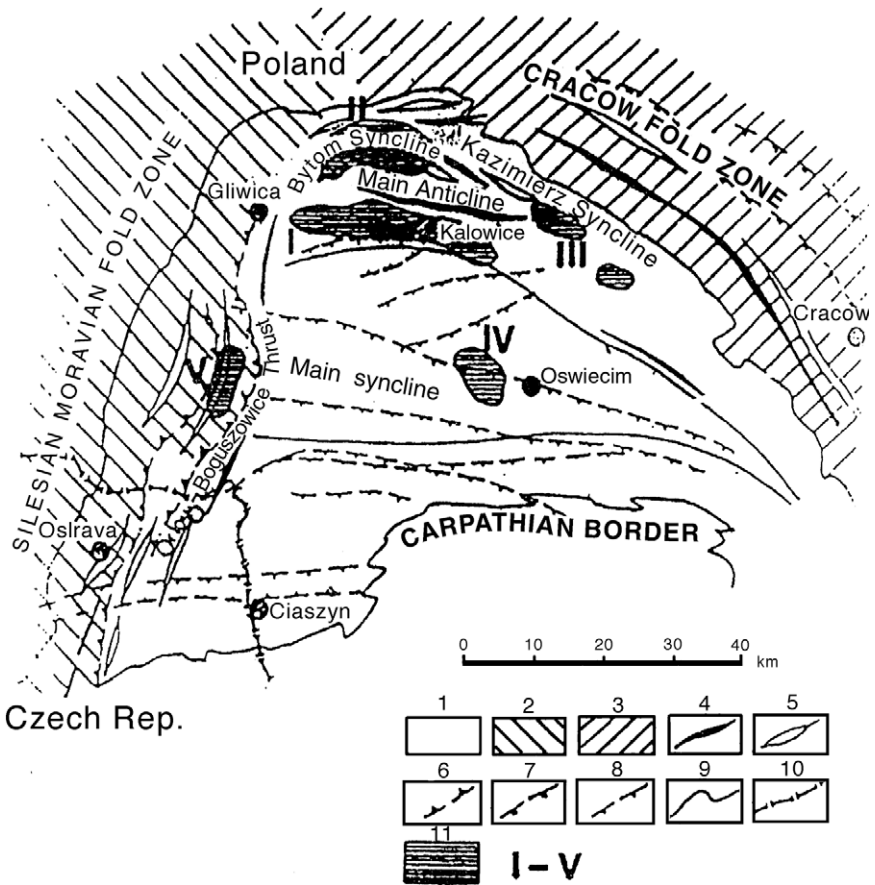 Poland
CRACOW FOLD ZONE
II
Bytom Syncline
Kazimierz Syncline
SILESIAN MORAVIAN FOLD ZONE
Gliwica
Main Anticline
I
Kalowice
III
Cracow
V
Boguszowice Thrust
IV
Main syncline
Oswiecim
Oslrava
CARPATHIAN BORDER
Ciaszyn
0 10 20 30 40
km
Czech Rep.
1 2 3 4 5
6 7 8 9 10
11
I – V